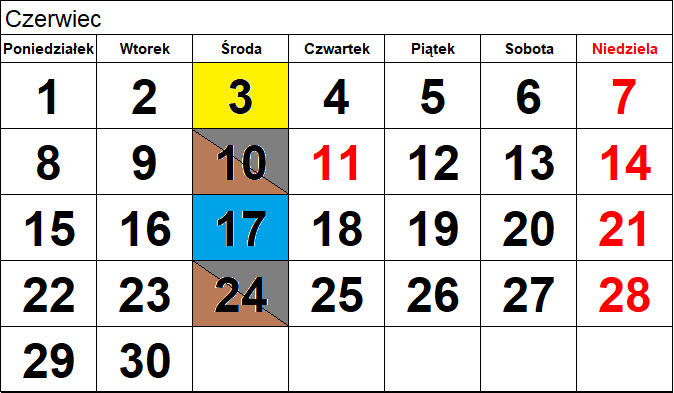 Czerwiec
Poniedziałek Wtorek Środa Czwartek Piątek Sobota Niedziela
1 2 3 4 5 6 7
8 9 10 11 12 13 14
15 16 17 18 19 20 21
22 23 24 25 26 27 28
29 30